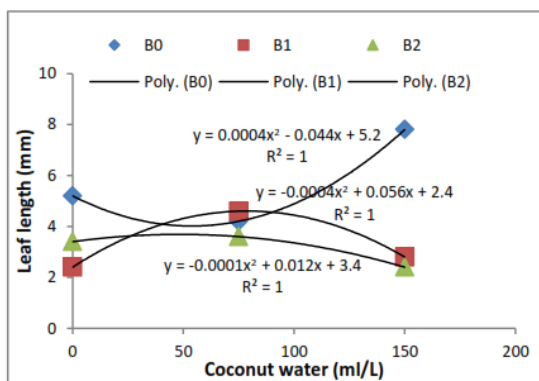 B0 B1 B2
Poly. (B0) Poly. (B1) Poly. (B2)
10
8
6
4
2
0
Leaf length (mm)
y = 0.0004x² - 0.044x + 5.2
R² = 1
y = -0.0004x² + 0.056x + 2.4
R² = 1
y = -0.0001x² + 0.012x + 3.4
R² = 1
0 50 100 150 200
Coconut water (ml/L)